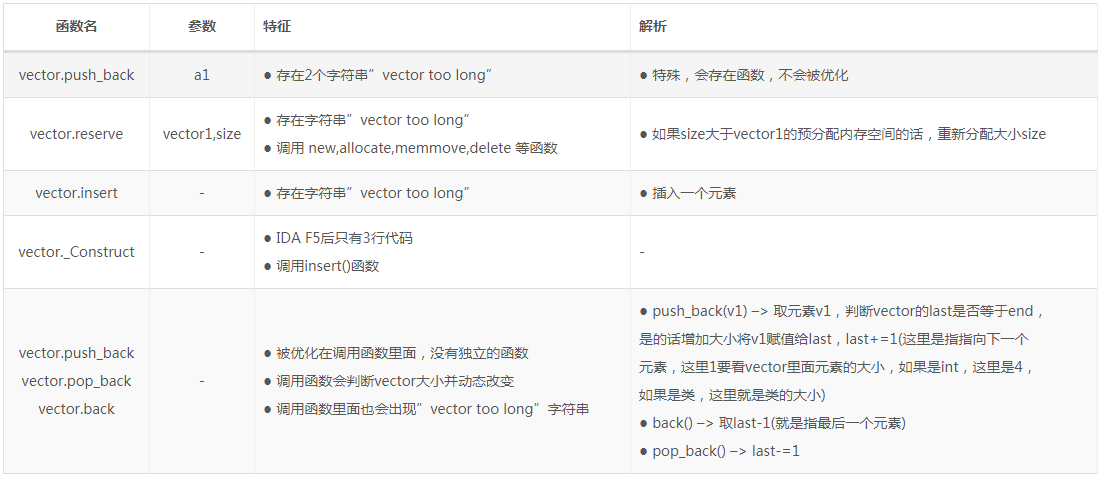 函数名 参数 特征 解析
vector.push_back a1 ● 存在2个字符串”vector too long” ● 特殊，会存在函数，不会被优化
vector.reserve vector1,size ● 存在字符串”vector too long” ● 如果size大于vector1的预分配内存空间的话，重新分配大小size
● 调用 new,allocate,memmove,delete 等函数
vector.insert - ● 存在字符串”vector too long” ● 插入一个元素
vector._Construct - ● IDA F5后只有3行代码 -
● 调用insert()函数
vector.push_back
vector.pop_back
vector.back
-
● 被优化在调用函数里面，没有独立的函数
● 调用函数会判断vector大小并动态改变
● 调用函数里面也会出现”vector too long”字符串
● push_back(v1) –> 取元素v1，判断vector的last是否等于end，
是的话增加大小将v1赋值给last，last+=1(这里是指指向下一个
元素，这里1要看vector里面元素的大小，如果是int，这里是4，
如果是类，这里就是类的大小)
● back() –> 取last-1(就是指最后一个元素)
● pop_back() –> last-=1